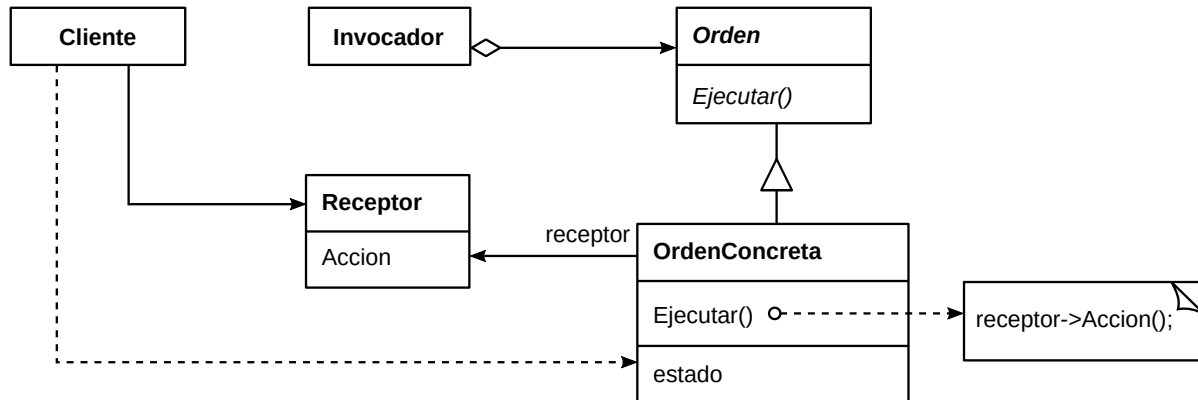 Cliente
Invocador
Orden
Ejecutar()
Receptor
Accion
receptor
OrdenConcreta
Ejecutar()
receptor->Accion();
estado